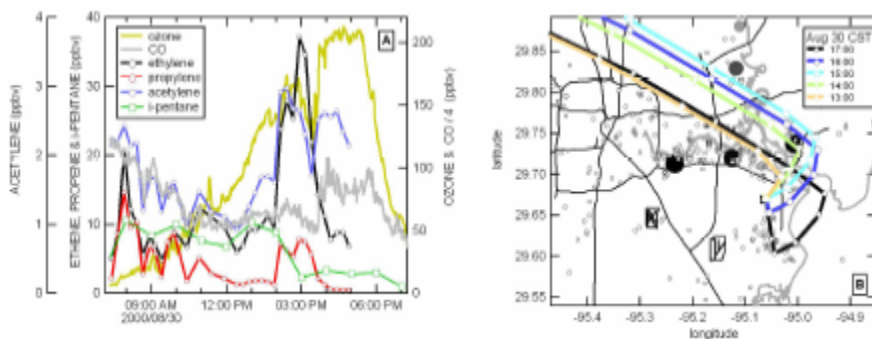 A
ozone
CO
ethylene
propylene
acetylene
i-pentane
ETHENE, PROPENE & I-PENTANE (ppbv)
OZONE & CO / 4 (ppbv)
4
3
2
1
0
40
30
20
10
0
200
150
100
50
0
09:00 AM
12:00 PM
03:00 PM
06:00 PM
2000/08/30
Aug 30 CST
17:00
16:00
15:00
14:00
13:00
29.85
29.80
29.75
29.70
29.65
29.60
29.55
latitude
B
-95.4
-95.3
-95.2
-95.1
-95.0
longitude